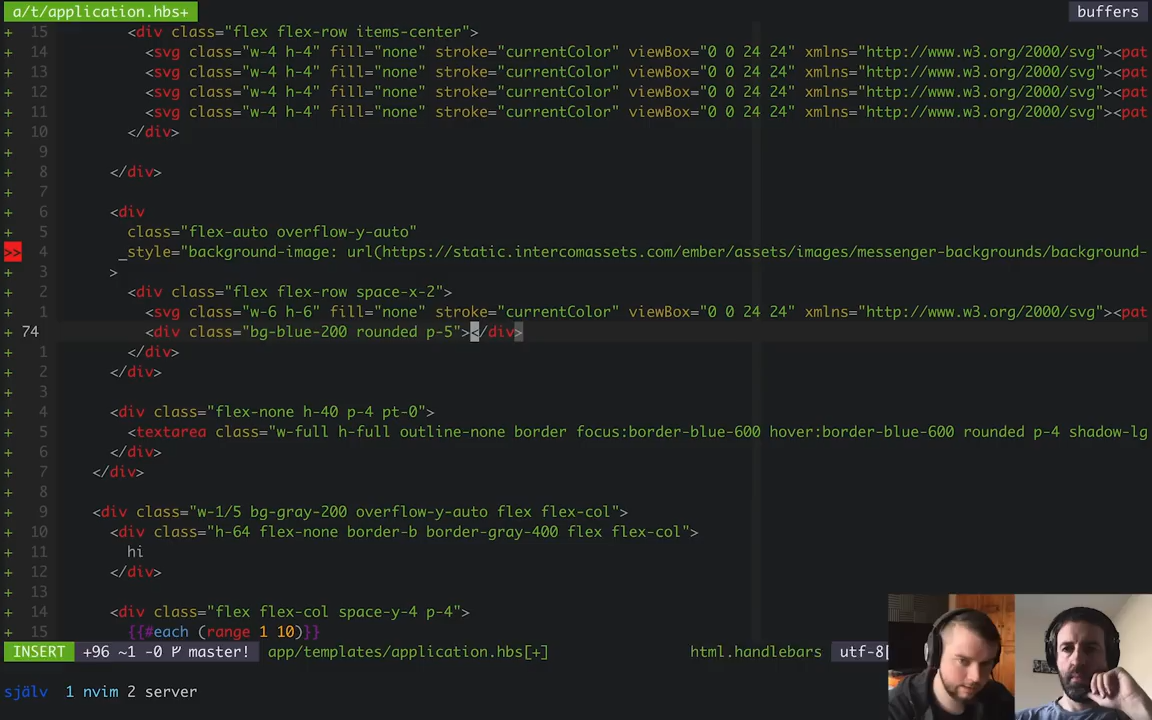 a/t/application.hbs+ buffers
+ 15 <div class="flex flex-row items-center">
+ 14 <svg class="w-4 h-4" fill="none" stroke="currentColor" viewBox="0 0 24 24" xmlns="http://www.w3.org/2000/svg"><pat
+ 13 <svg class="w-4 h-4" fill="none" stroke="currentColor" viewBox="0 0 24 24" xmlns="http://www.w3.org/2000/svg"><pat
+ 12 <svg class="w-4 h-4" fill="none" stroke="currentColor" viewBox="0 0 24 24" xmlns="http://www.w3.org/2000/svg"><pat
+ 11 <svg class="w-4 h-4" fill="none" stroke="currentColor" viewBox="0 0 24 24" xmlns="http://www.w3.org/2000/svg"><pat
+ 10 </div>
+ 9
+ 8 </div>
+ 7
+ 6 <div
+ 5 class="flex-auto overflow-y-auto"
>> 4 _style="background-image: url(https://static.intercomassets.com/ember/assets/images/messenger-backgrounds/background-
+ 3 >
+ 2 <div class="flex flex-row space-x-2">
+ 1 <svg class="w-6 h-6" fill="none" stroke="currentColor" viewBox="0 0 24 24" xmlns="http://www.w3.org/2000/svg"><pat
+ 74 <div class="bg-blue-200 rounded p-5"></div>
+ 1 </div>
+ 2 </div>
+ 3
+ 4 <div class="flex-none h-40 p-4 pt-0">
+ 5 <textarea class="w-full h-full outline-none border focus:border-blue-600 hover:border-blue-600 rounded p-4 shadow-lg
+ 6 </div>
+ 7 </div>
+ 8
+ 9 <div class="w-1/5 bg-gray-200 overflow-y-auto flex flex-col">
+ 10 <div class="h-64 flex-none border-b border-gray-400 flex flex-col">
+ 11 hi
+ 12 </div>
+ 13
+ 14 <div class="flex flex-col space-y-4 p-4">
+ 15 {{#each (range 1 10)}}
INSERT +96 ~1 -0 master! app/templates/application.hbs[+] html.handlebars utf-8[
själv 1 nvim 2 server